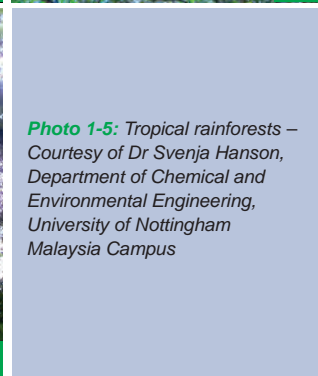 Photo 1-5: Tropical rainforests –
Courtesy of Dr Svenja Hanson,
Department of Chemical and
Environmental Engineering,
University of Nottingham
Malaysia Campus